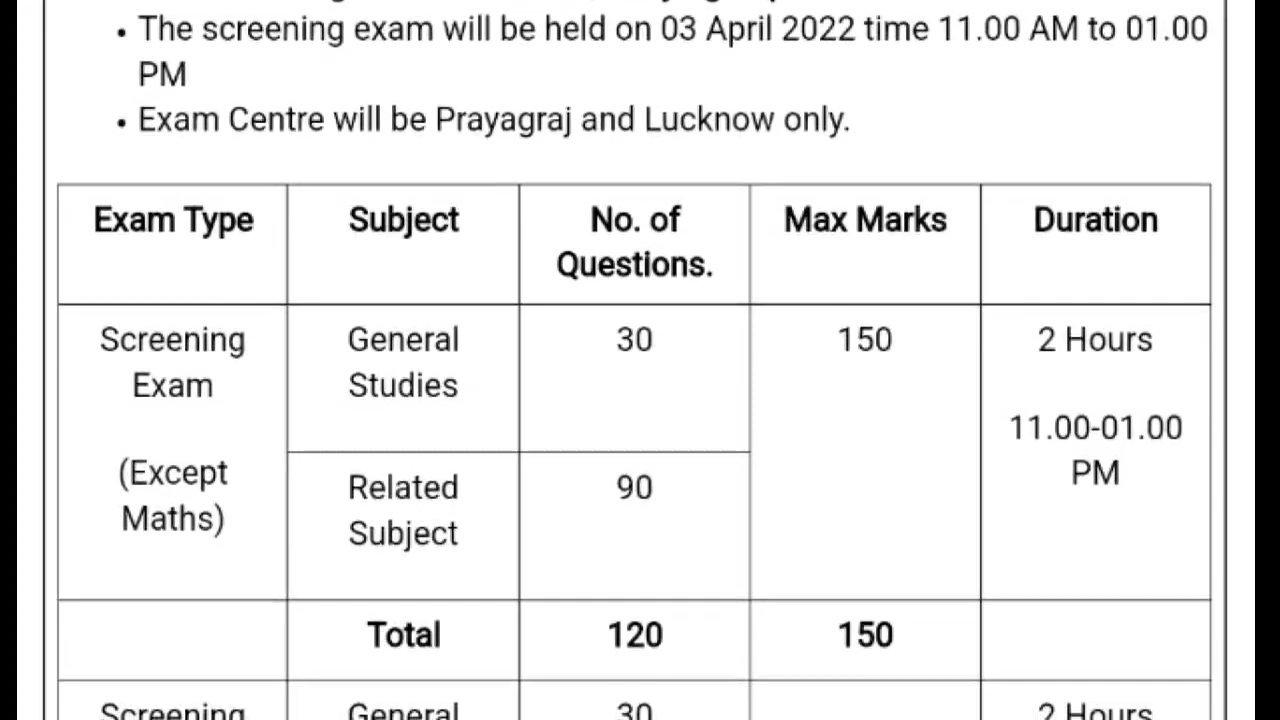 • The screening exam will be held on 03 April 2022 time 11.00 AM to 01.00
PM
• Exam Centre will be Prayagraj and Lucknow only.
Exam Type Subject No. of Questions. Max Marks Duration
Screening Exam (Except Maths) General Studies 30 150 2 Hours 11.00-01.00 PM
Related Subject 90
Total 120 150
Screening General 30 2 Hours